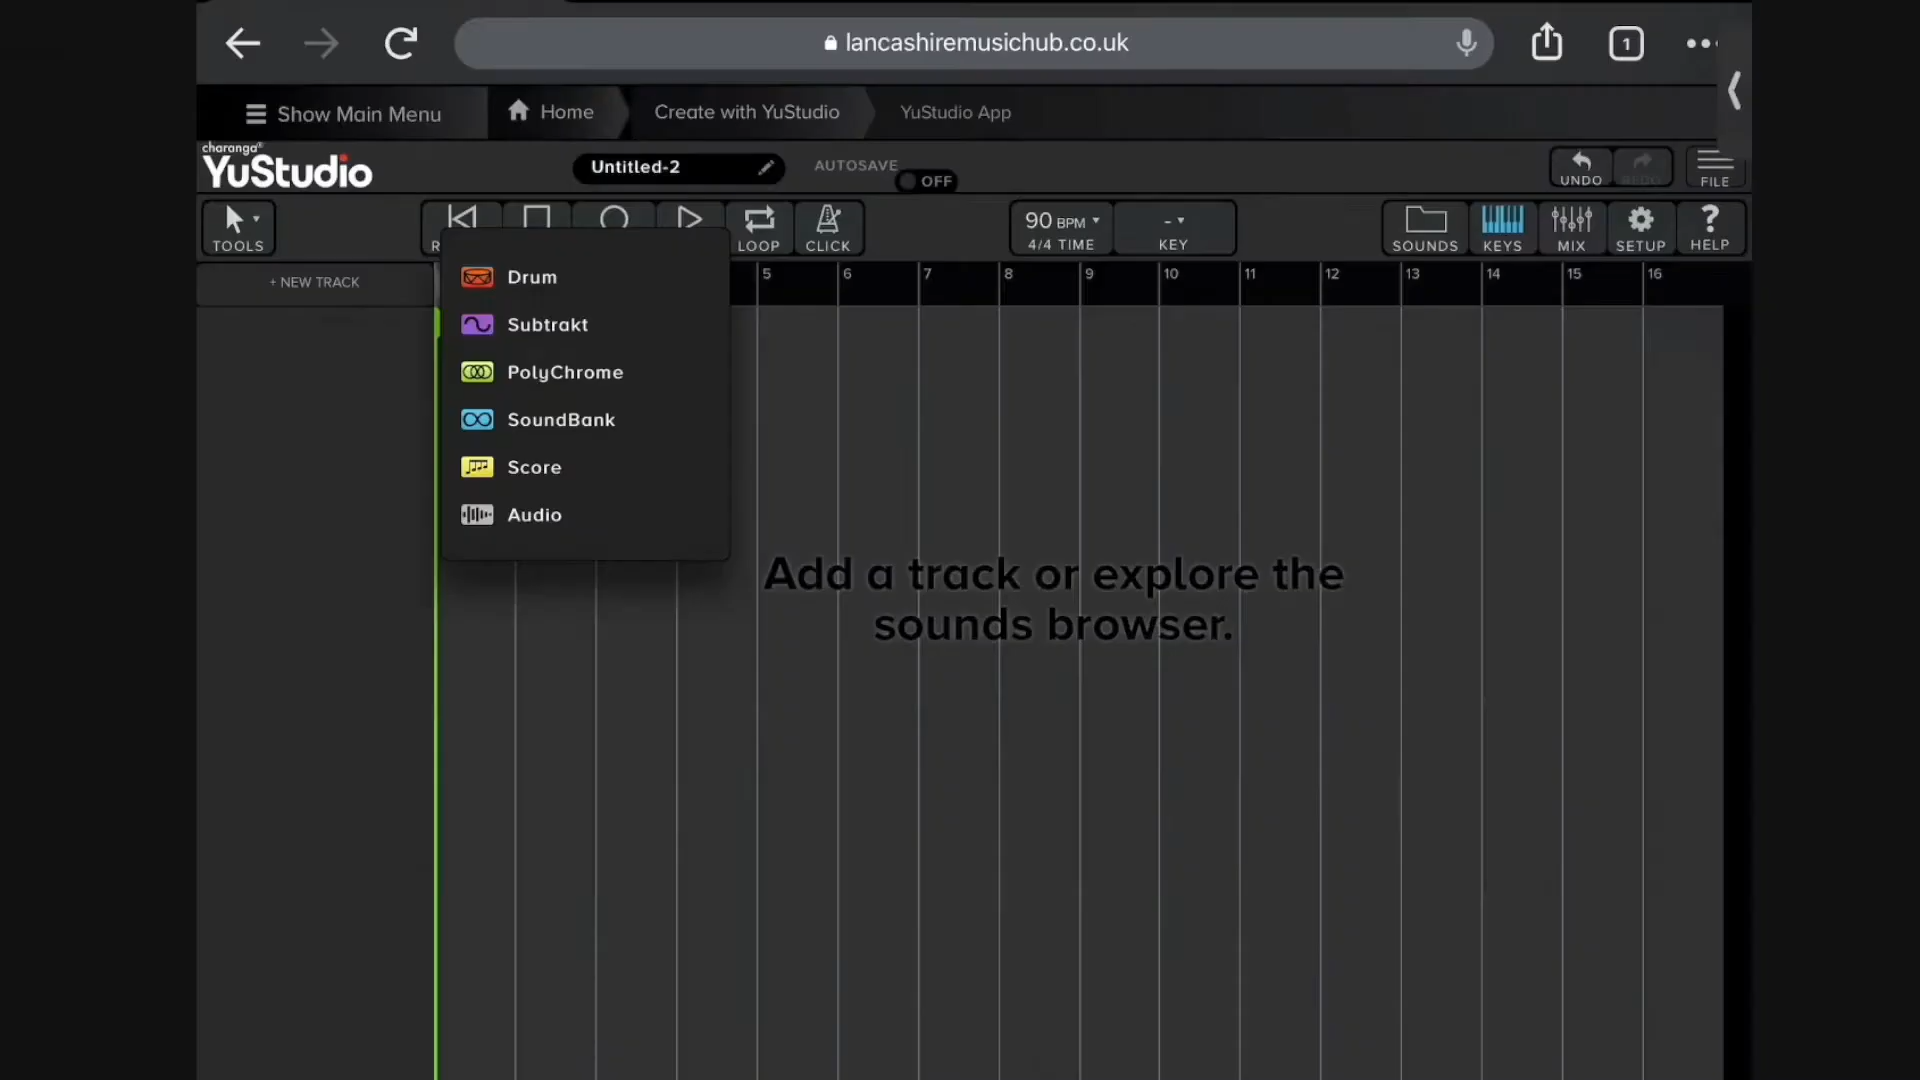 lancashiremusichub.co.uk
1
Show Main Menu
Home
Create with YuStudio
YuStudio App
charanga®
YuStudio
Untitled-2
AUTOSAVE
OFF
UNDO
REDO
FILE
TOOLS
R
LOOP
CLICK
90 BPM
4/4 TIME
-
KEY
SOUNDS
KEYS
MIX
SETUP
?
HELP
+ NEW TRACK
5 6 7 8 9 10 11 12 13 14 15 16
Drum
Subtrakt
PolyChrome
SoundBank
Score
Audio
Add a track or explore the
sounds browser.